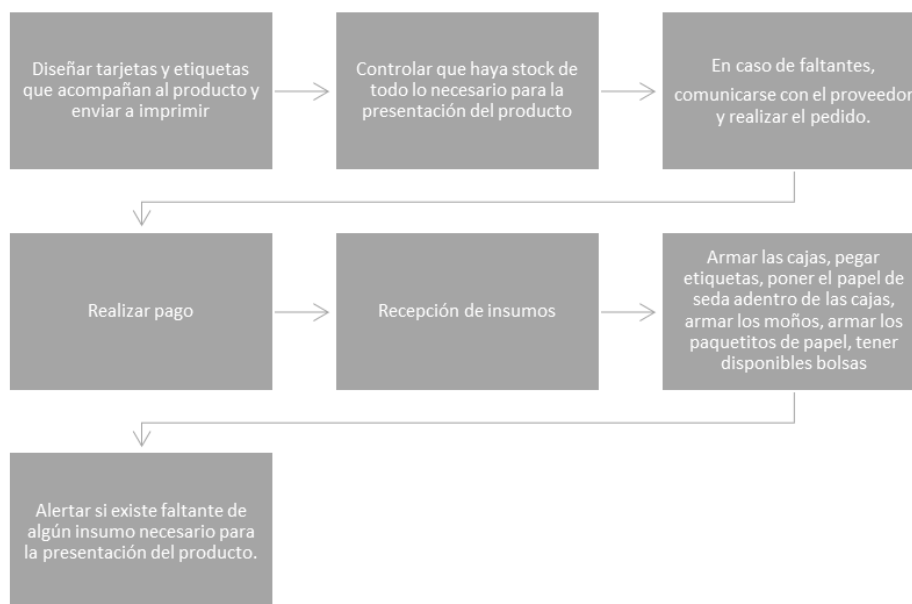 Diseñar tarjetas y etiquetas
que acompañan al producto y
enviar a imprimir
Controlar que haya stock de
todo lo necesario para la
presentación del producto
En caso de faltantes,
comunicarse con el proveedor
y realizar el pedido.
Realizar pago
Recepción de insumos
Armar las cajas, pegar
etiquetas, poner el papel de
seda adentro de las cajas,
armar los moños, armar los
paquetitos de papel, tener
disponibles bolsas
Alertar si existe faltante de
algún insumo necesario para
la presentación del producto.